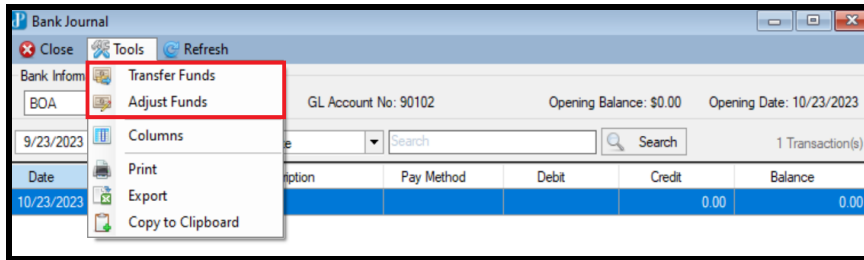 Bank Journal
Close Tools Refresh
Bank Inform
Transfer Funds
BOA
Adjust Funds
GL Account No: 90102 Opening Balance: $0.00 Opening Date: 10/23/2023
9/23/2023 Columns Search Search 1 Transaction(s)
Date Print Pay Method Debit Credit Balance
10/23/2023 Export 0.00 0.00
Copy to Clipboard